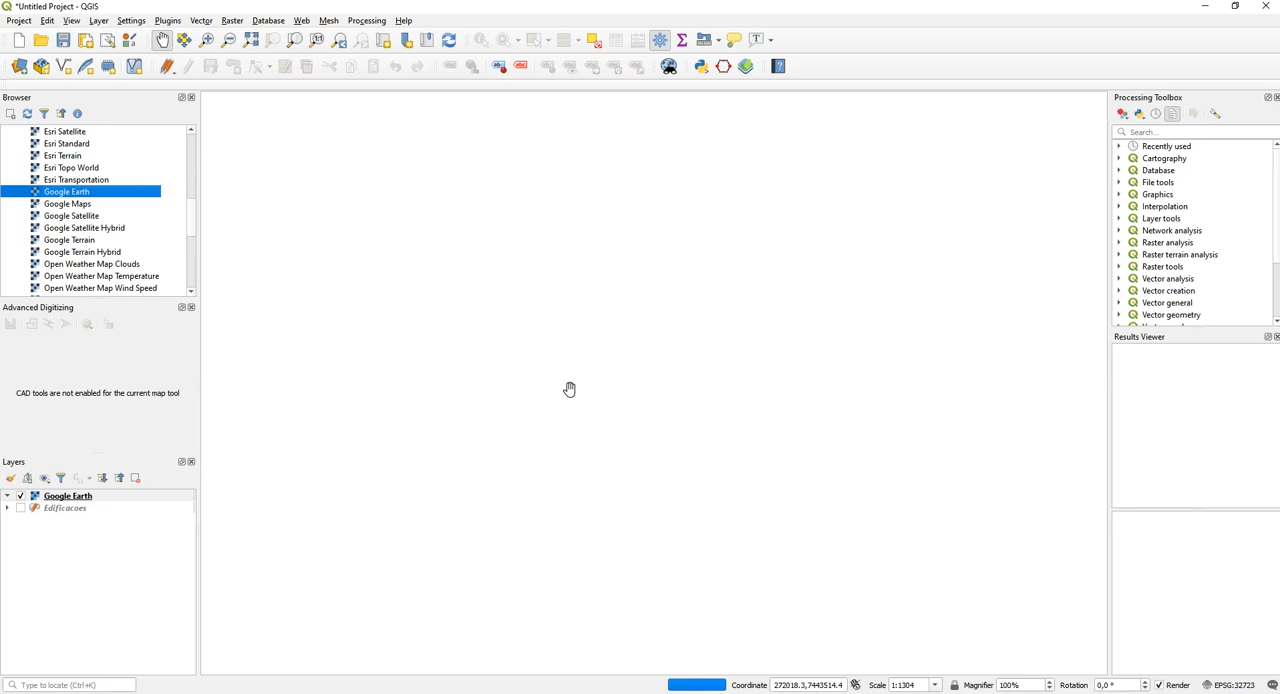 *Untitled Project - QGIS
Project Edit View Layer Settings Plugins Vector Raster Database Web Mesh Processing Help
Browser
Esri Satellite
Esri Standard
Esri Terrain
Esri Topo World
Esri Transportation
Google Earth
Google Maps
Google Satellite
Google Satellite Hybrid
Google Terrain
Google Terrain Hybrid
Open Weather Map Clouds
Open Weather Map Temperature
Open Weather Map Wind Speed
Advanced Digitizing
CAD tools are not enabled for the current map tool
Layers
Google Earth
Edificacoes
Processing Toolbox
Search...
Recently used
Cartography
Database
File tools
Graphics
Interpolation
Layer tools
Network analysis
Raster analysis
Raster terrain analysis
Raster tools
Vector analysis
Vector creation
Vector general
Vector geometry
Results Viewer
Type to locate (Ctrl+K) Coordinate 272018.3,7443514.4 Scale 1:1304 Magnifier 100% Rotation 0,0 ° Render EPSG:32723